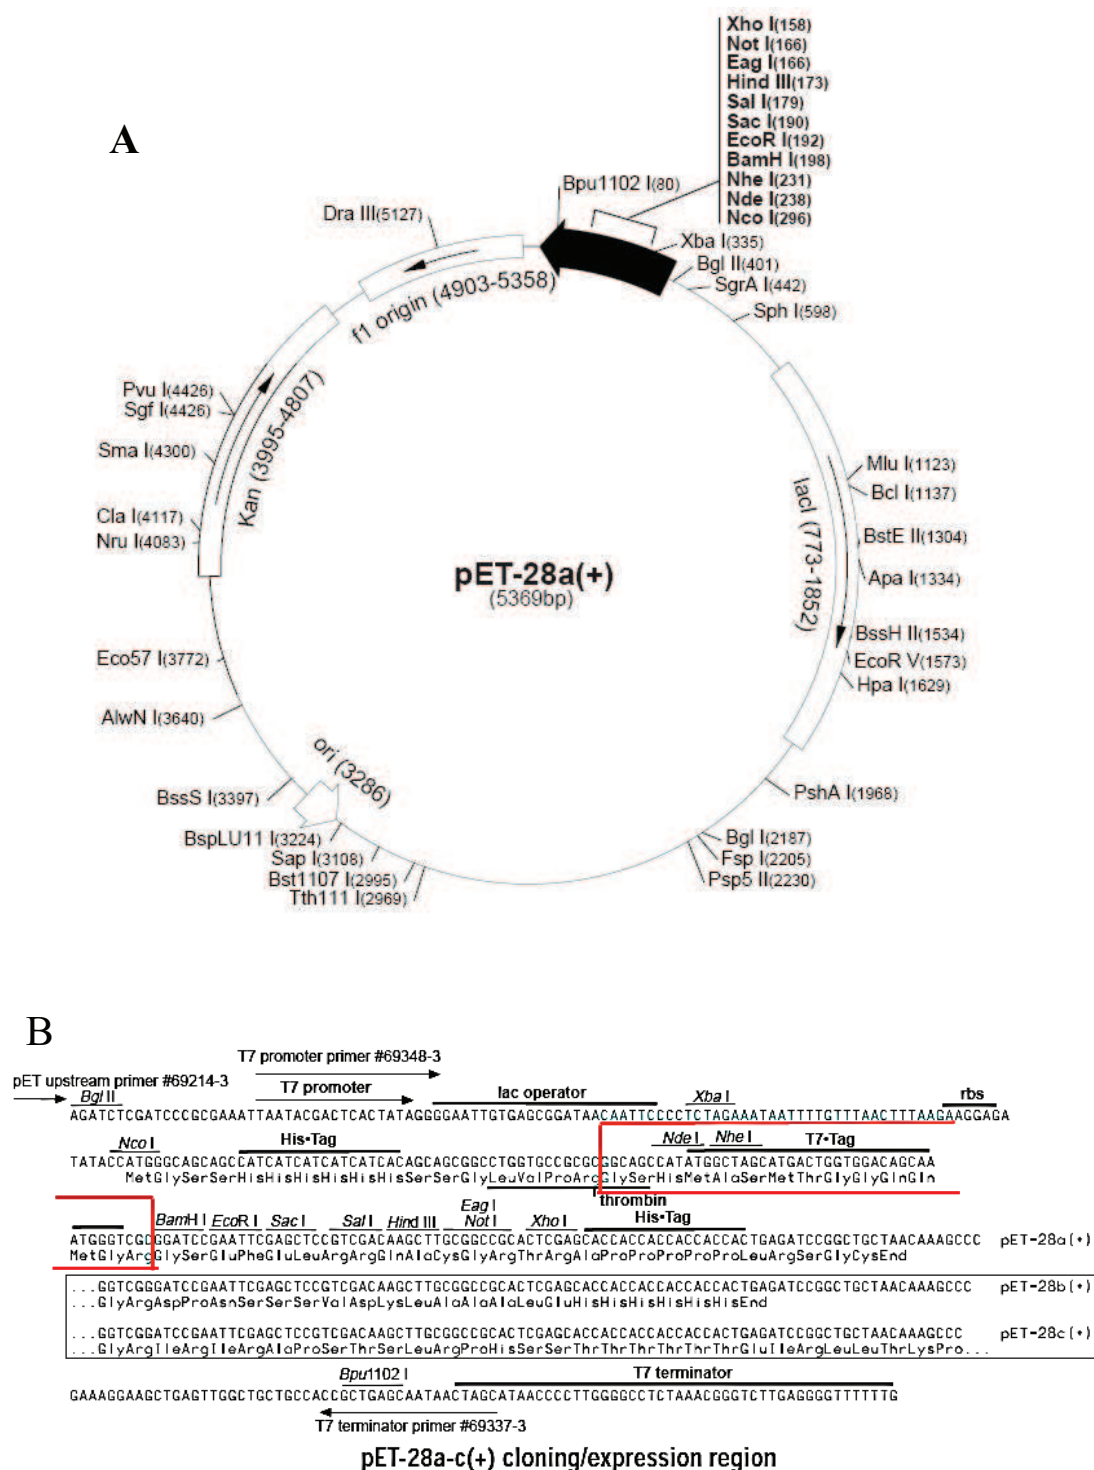 A
Xho I(158)
Not I(166)
Eag I(166)
Hind III(173)
Sal I(179)
Sac I(190)
EcoR I(192)
BamH I(198)
Nhe I(231)
Nde I(238)
Nco I(296)
Bpu1102 I(80)
Dra III(5127)
Xba I(335)
Bgl II(401)
SgrA I(442)
Sph I(598)
f1 origin (4903-5358)
Pvu I(4426)
Sgf I(4426)
Sma I(4300)
Kan (3995-4807)
Cla I(4117)
Nru I(4083)
Mlu I(1123)
Bcl I(1137)
BstE II(1304)
Apa I(1334)
lacI (773-1852)
BssH II(1534)
EcoR V(1573)
Hpa I(1629)
pET-28a(+)
(5369bp)
Eco57 I(3772)
AlwN I(3640)
ori (3286)
BssS I(3397)
BspLU11 I(3224)
Sap I(3108)
Bst1107 I(2995)
Tth111 I(2969)
PshA I(1968)
Bgl I(2187)
Fsp I(2205)
Psp5 II(2230)
B
T7 promoter primer #69348-3
pET upstream primer #69214-3
Bgl II T7 promoter lac operator Xba I rbs
AGATCTCGATCCCGCGAAATTAATACGACTCACTATAGGGGAATTGTGAGCGGATAACAATTCCCCTCTAGAAATAATTTTGTTTAACTTTAAGAAGGAGA
Nco I His•Tag Nde I Nhe I T7•Tag
TATACCATGGGCAGCAGCCATCATCATCATCATCACAGCAGCGGCCTGGTGCCGCGCGGCAGCCATATGGCTAGCATGACTGGTGGACAGCAA
MetGlySerSerHisHisHisHisHisHisSerSerGlyLeuValProArgGlySerHisMetAlaSerMetThrGlyGlyGlnGln
thrombin
BamH I EcoR I Sac I Sal I Hind III Eag I Not I Xho I His•Tag
ATGGGTCGCGGATCCGAATTCGAGCTCCGTCGACAAGCTTGCGGCCGCACTCGAGCACCACCACCACCACCACTGAGATCCGGCTGCTAACAAAGCCC pET-28a(+)
MetGlyArgGlySerGluPheGluLeuArgArgGlnAlaCysGlyArgThrArgAlaProProProProProLeuArgSerGlyCysEnd
...GGTCGGGATCCGAATTCGAGCTCCGTCGACAAGCTTGCGGCCGCACTCGAGCACCACCACCACCACCACTGAGATCCGGCTGCTAACAAAGCCC pET-28b(+)
...GlyArgAspProAsnSerSerSerValAspLysLeuAlaAlaAlaLeuGluHisHisHisHisHisHisEnd
...GGTCGGATCCGAATTCGAGCTCCGTCGACAAGCTTGCGGCCGCACTCGAGCACCACCACCACCACCACTGAGATCCGGCTGCTAACAAAGCCC pET-28c(+)
...GlyArgIleArgIleArgAlaProSerThrSerLeuArgProHisSerSerThrThrThrThrThrThrGluIleArgLeuLeuThrLysPro...
Bpu1102 I T7 terminator
GAAAGGAAGCTGAGTTGGCTGCTGCCACCGCTGAGCAATAACTAGCATAACCCCTTGGGGCCTCTAAACGGGTCTTGAGGGGTTTTTTG
T7 terminator primer #69337-3
pET-28a-c(+) cloning/expression region